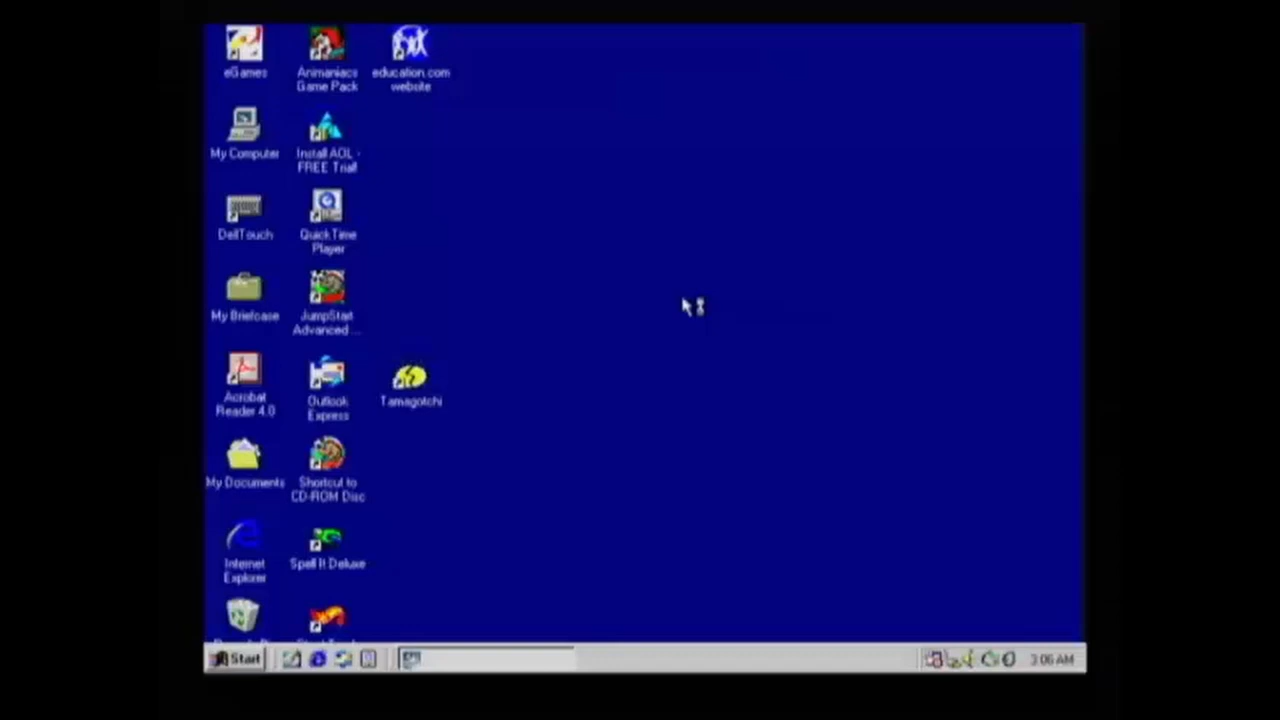 eGames
Animaniacs
Game Pack
education.com
website
My Computer
Install AOL -
FREE Trial!
DellTouch
QuickTime
Player
My Briefcase
JumpStart
Advanced ...
Acrobat
Reader 4.0
Outlook
Express
Tamagotchi
My Documents
Shortcut to
CD-ROM Disc
Internet
Explorer
Spell It Deluxe
Start
3:06 AM